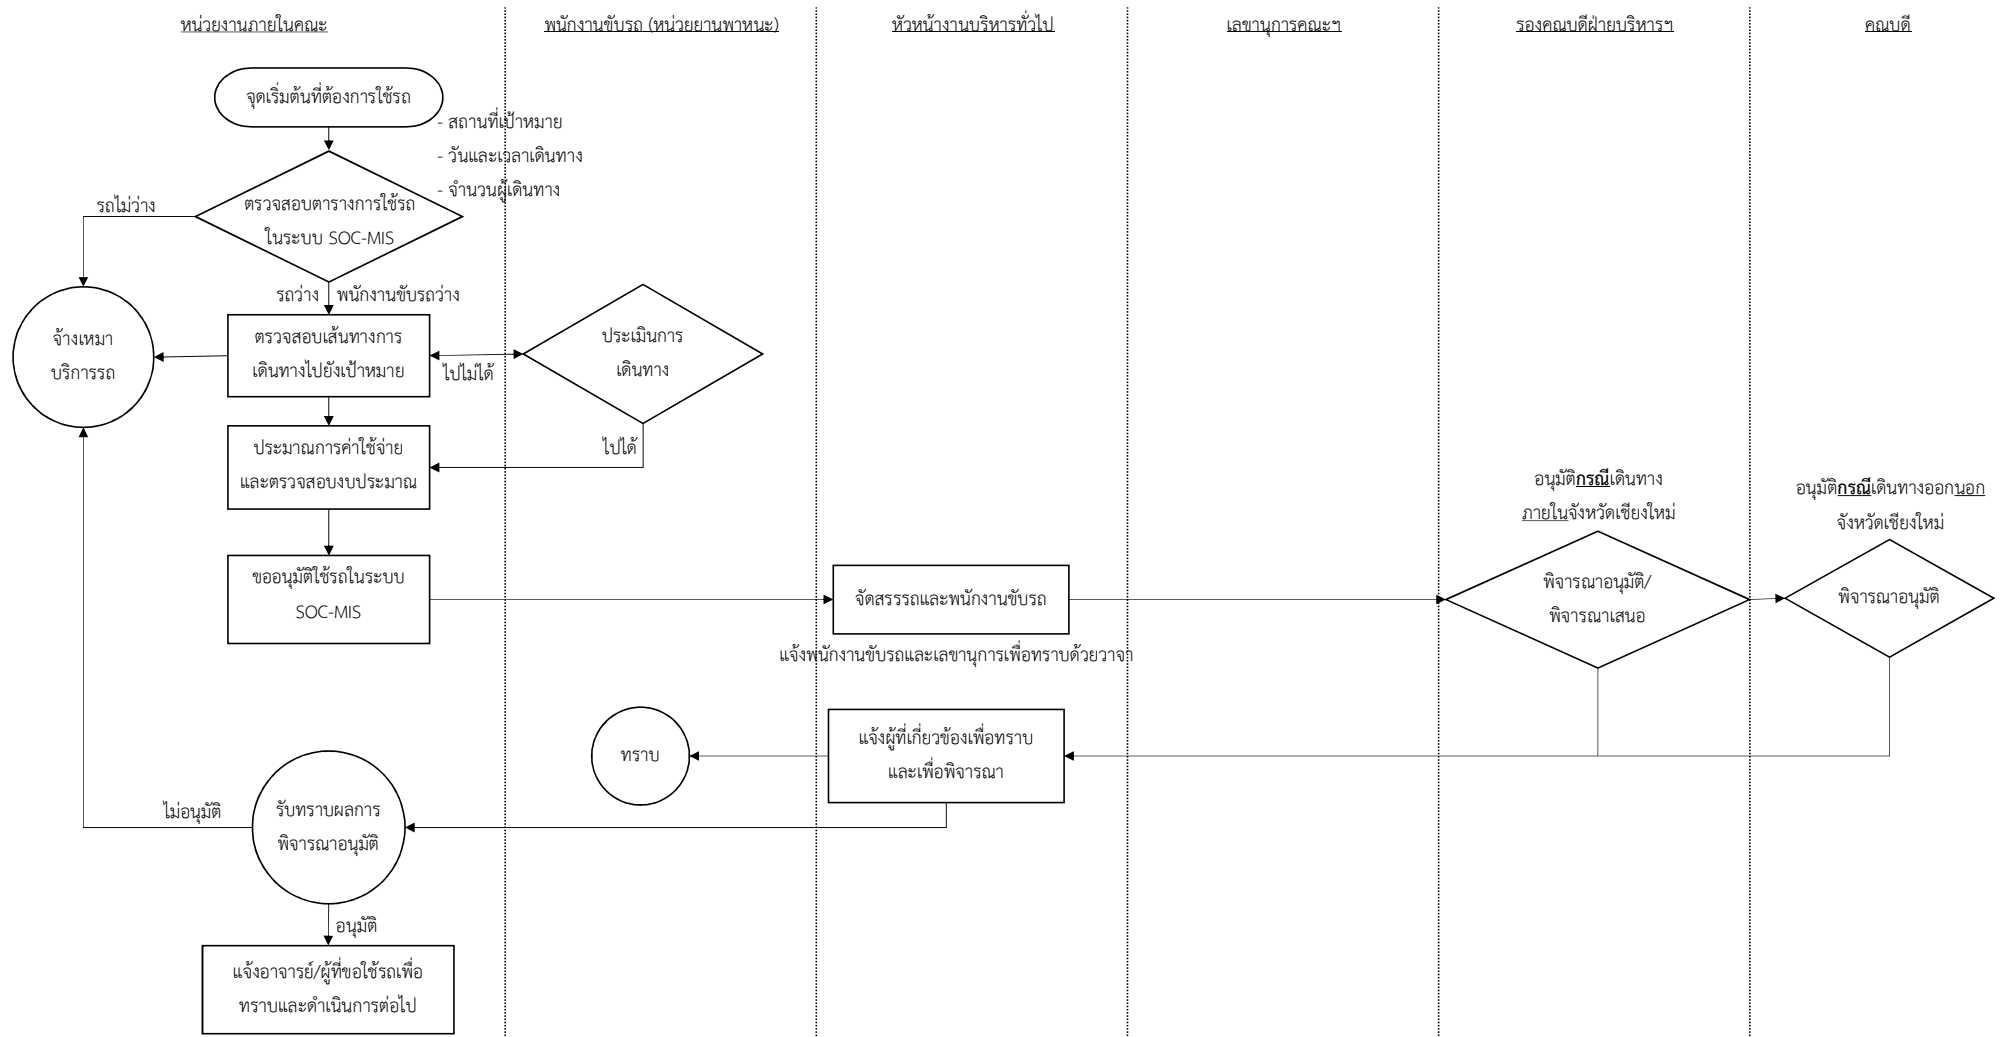 หน่วยงานภายในคณะ
พนักงานขับรถ (หน่วยยานพาหนะ)
หัวหน้างานบริหารทั่วไป
เลขานุการคณะฯ
รองคณบดีฝ่ายบริหารฯ
คณบดี
จุดเริ่มต้นที่ต้องการใช้รถ
- สถานที่เป้าหมาย
- วันและเวลาเดินทาง
- จำนวนผู้เดินทาง
ตรวจสอบตารางการใช้รถ
ในระบบ SOC-MIS
รถไม่ว่าง
รถว่าง
พนักงานขับรถว่าง
จ้างเหมา
บริการรถ
ตรวจสอบเส้นทางการ
เดินทางไปยังเป้าหมาย
ไปไม่ได้
ประเมินการ
เดินทาง
ไปได้
ประมาณการค่าใช้จ่าย
และตรวจสอบงบประมาณ
ขออนุมัติใช้รถในระบบ
SOC-MIS
จัดสรรรถและพนักงานขับรถ
แจ้งพนักงานขับรถและเลขานุการเพื่อทราบด้วยวาจา
อนุมัติกรณีเดินทาง
ภายในจังหวัดเชียงใหม่
พิจารณาอนุมัติ/
พิจารณาเสนอ
อนุมัติกรณีเดินทางออกนอก
จังหวัดเชียงใหม่
พิจารณาอนุมัติ
แจ้งผู้ที่เกี่ยวข้องเพื่อทราบ
และเพื่อพิจารณา
ทราบ
รับทราบผลการ
พิจารณาอนุมัติ
ไม่อนุมัติ
อนุมัติ
แจ้งอาจารย์/ผู้ที่ขอใช้รถเพื่อ
ทราบและดำเนินการต่อไป